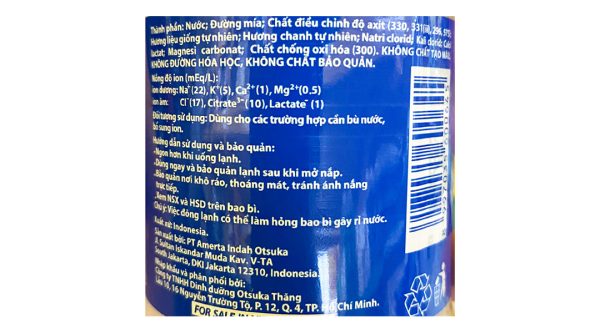 Thành phần: Nước; Đường mía; Chất điều chỉnh độ axit (330, 331(iii), 296, 575);
Hương liệu giống tự nhiên; Hương chanh tự nhiên; Natri clorid; Kali clorid; Calci
lactat; Magnesi carbonat; Chất chống oxi hóa (300). KHÔNG CHẤT TẠO MÀU,
KHÔNG ĐƯỜNG HÓA HỌC, KHÔNG CHẤT BẢO QUẢN.
Nồng độ ion (mEq/L):
Ion dương: Na⁺(22), K⁺(5), Ca²⁺(1), Mg²⁺(0.5)
Ion âm: Cl⁻(17), Citrate³⁻(10), Lactate⁻ (1)
Đối tượng sử dụng: Dùng cho các trường hợp cần bù nước,
bổ sung ion.
Hướng dẫn sử dụng và bảo quản:
- Ngon hơn khi uống lạnh.
- Dùng ngay và bảo quản lạnh sau khi mở nắp.
- Bảo quản nơi khô ráo, thoáng mát, tránh ánh nắng
trực tiếp.
- Xem NSX và HSD trên bao bì.
Chú ý: Việc đông lạnh có thể làm hỏng bao bì gây rỉ nước.
Xuất xứ: Indonesia.
Sản xuất bởi: PT Amerta Indah Otsuka
Jl. Sultan Iskandar Muda Kav. V-TA
South Jakarta, DKI Jakarta 12310, Indonesia.
Nhập khẩu và phân phối bởi:
Công ty TNHH Dinh dưỡng Otsuka Thăng
Lầu 10, 16 Nguyễn Trường Tộ, P. 12, Q. 4, TP. Hồ Chí Minh.
FOR SALE IN